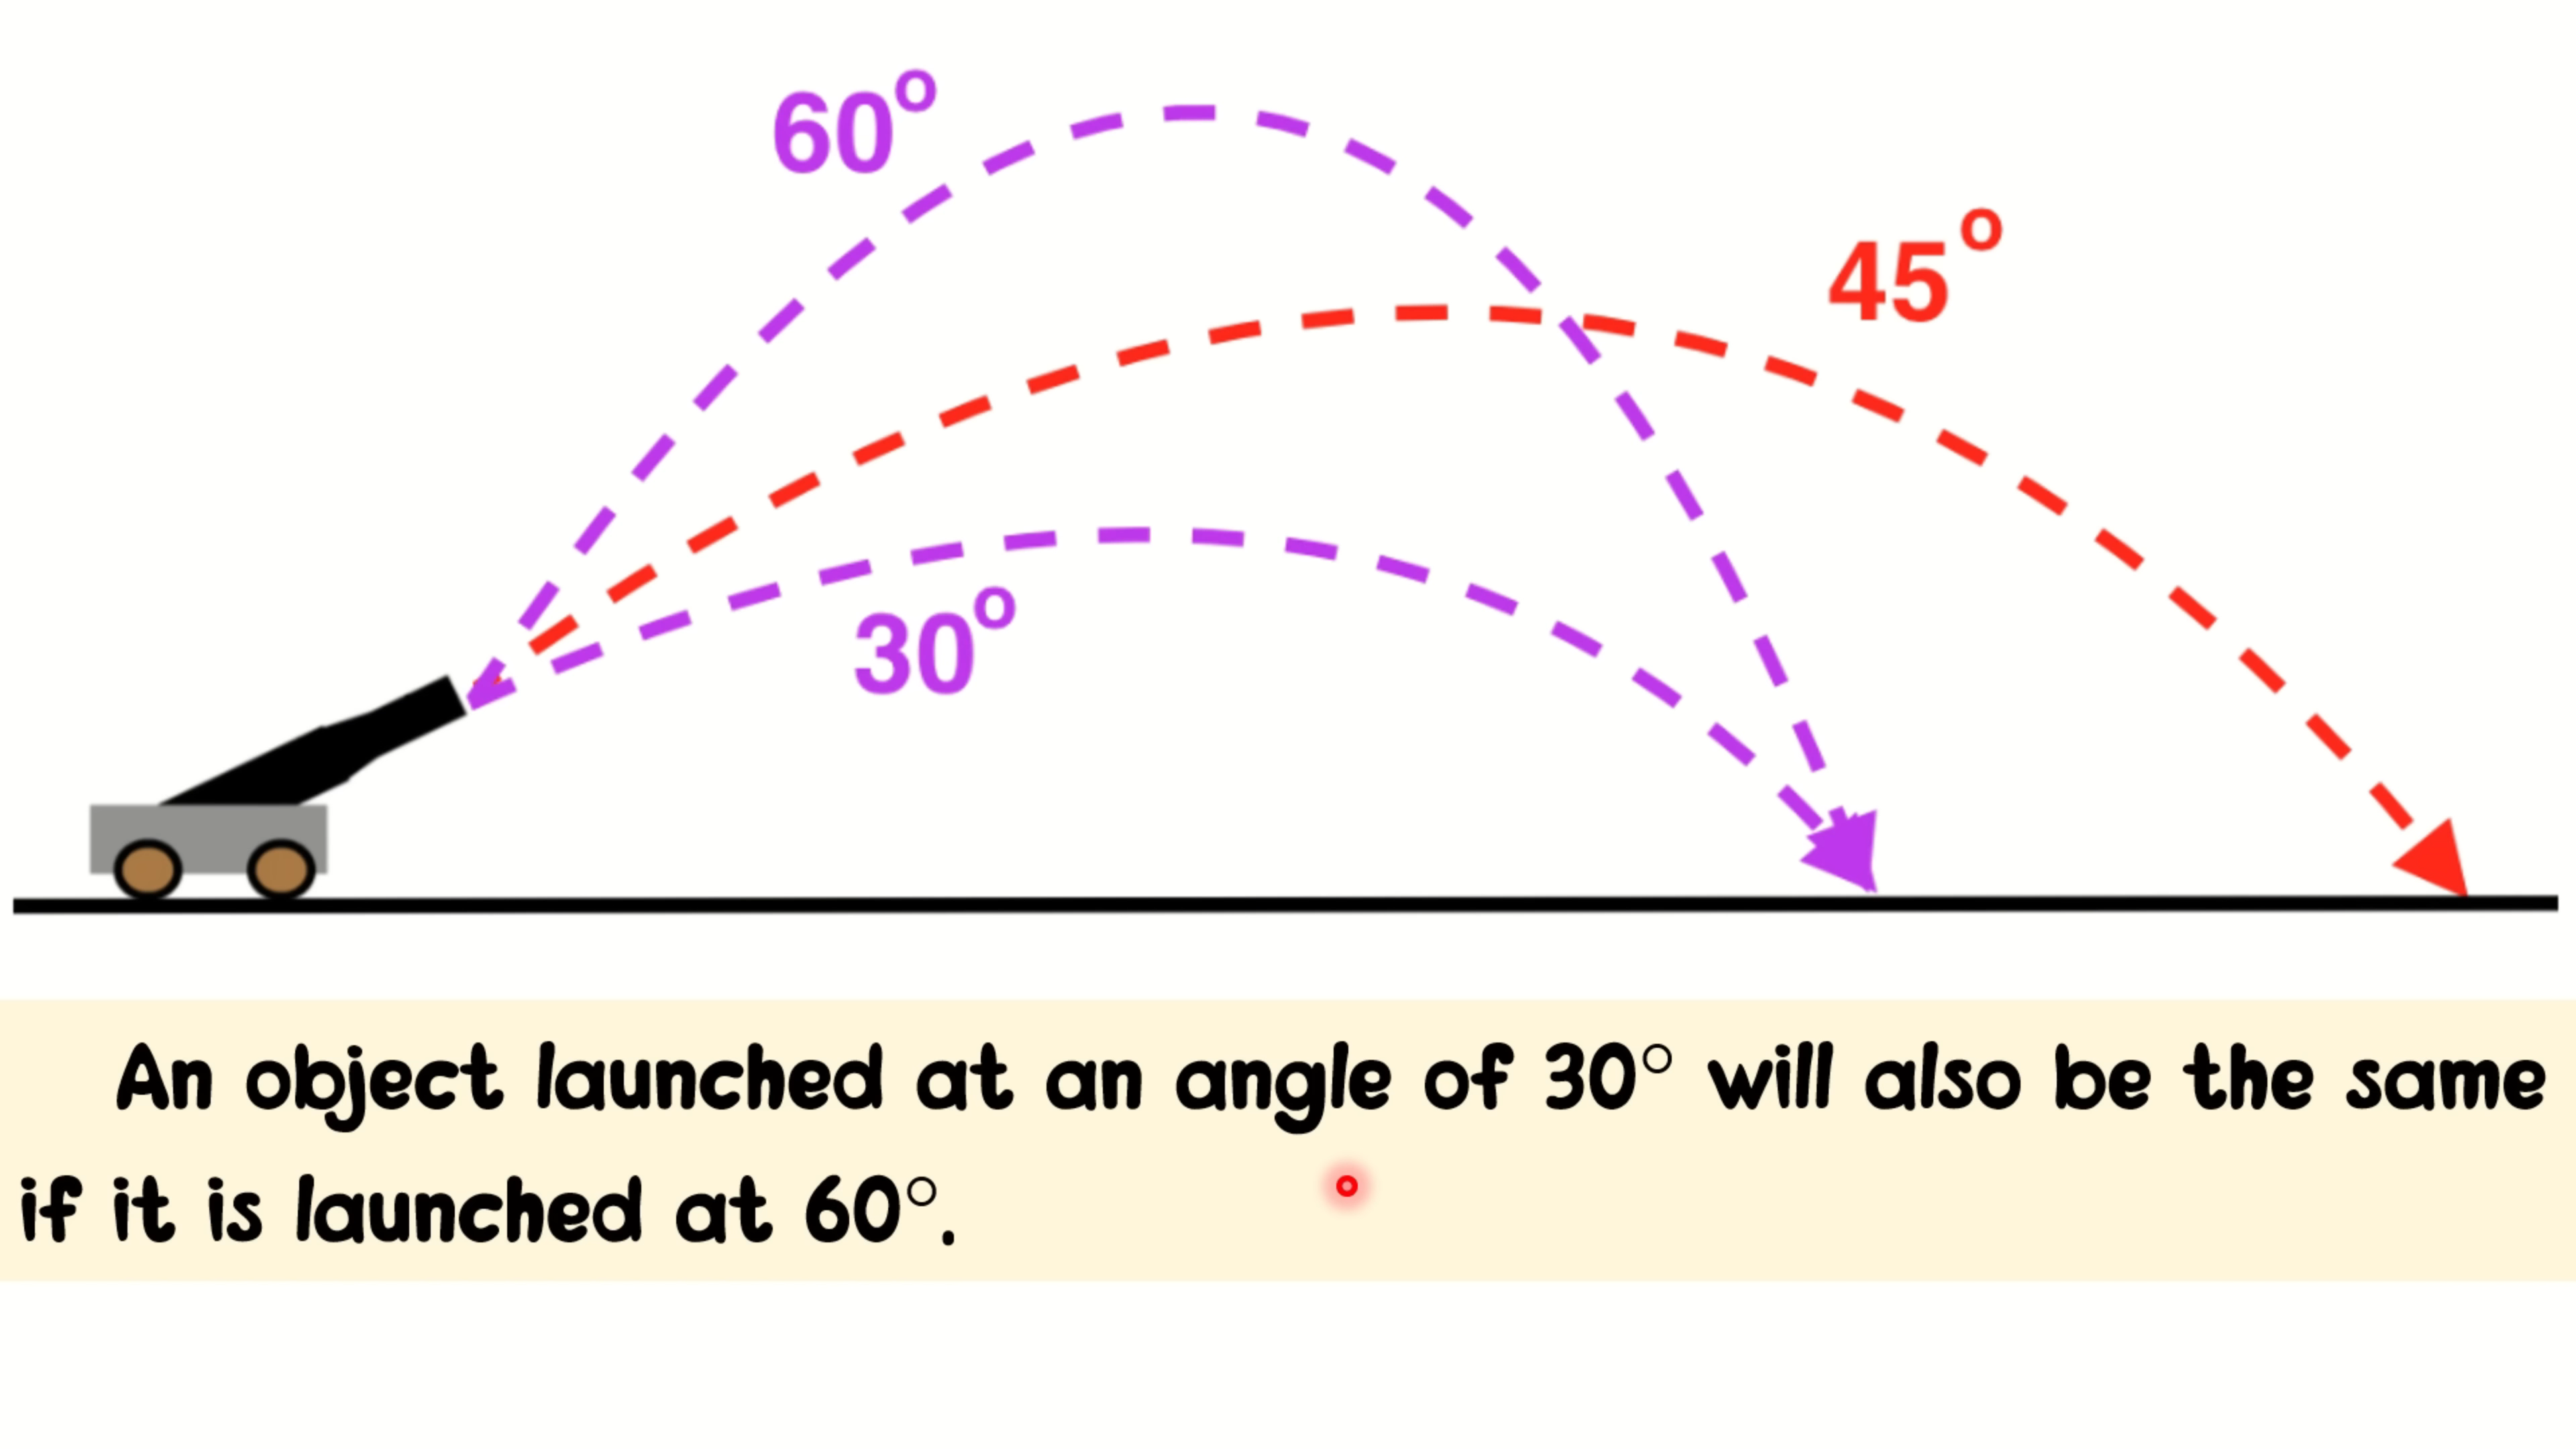 60°
45°
30°
An object launched at an angle of 30° will also be the same
if it is launched at 60°.